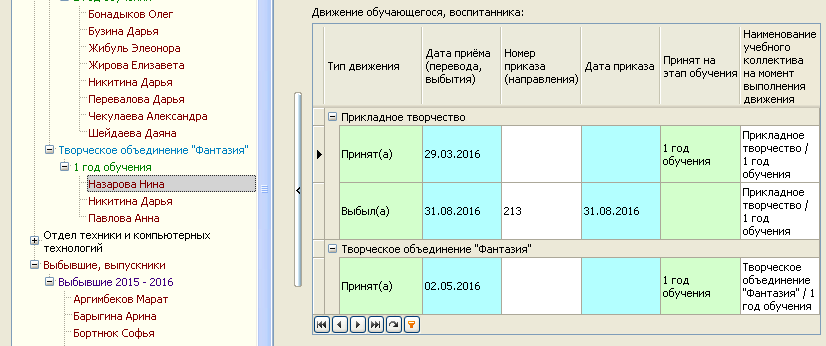 2 год обучения
Бонадыков Олег
Бузина Дарья
Жибуль Элеонора
Жирова Елизавета
Никитина Дарья
Перевалова Дарья
Чекулаева Александра
Шейдаева Даяна
Творческое объединение "Фантазия"
1 год обучения
Назарова Нина
Никитина Дарья
Павлова Анна
Отдел техники и компьютерных
технологий
Выбывшие, выпускники
Выбывшие 2015 - 2016
Аргимбеков Марат
Барыгина Арина
Бортнюк Софья
Движение обучающегося, воспитанника:
Тип движения
Дата приёма
(перевода,
выбытия)
Номер
приказа
(направления)
Дата приказа
Принят на
этап обучения
Наименование
учебного
коллектива
на момент
выполнения
движения
Прикладное творчество
Принят(а)
29.03.2016
1 год
обучения
Прикладное
творчество /
1 год
обучения
Выбыл(а)
31.08.2016
213
31.08.2016
Прикладное
творчество /
1 год
обучения
Творческое объединение "Фантазия"
Принят(а)
02.05.2016
1 год
обучения
Творческое
объединение
"Фантазия" / 1
год обучения